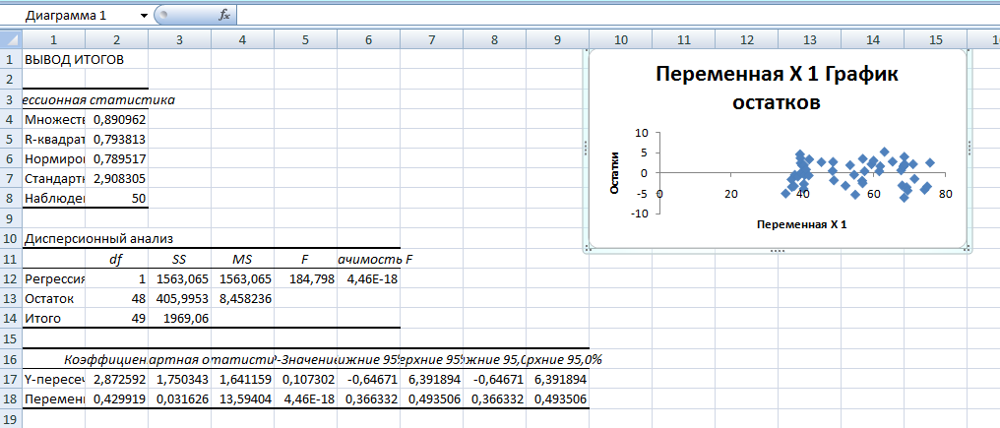 Диаграмма 1 fx
1 2 3 4 5 6 7 8 9 10 11 12 13 14 15 16
1 ВЫВОД ИТОГОВ
2
3 ессионная статистика
4 Множеств 0,890962
5 R-квадрат 0,793813
6 Нормиров 0,789517
7 Стандартн 2,908305
8 Наблюден 50
9
10 Дисперсионный анализ
11 df SS MS F ачимость F
12 Регрессия 1 1563,065 1563,065 184,798 4,46E-18
13 Остаток 48 405,9953 8,458236
14 Итого 49 1969,06
15
16 Коэффициен артная о татисти Р-Значение ижние 95% ерхние 95% жние 95,0 рхние 95,0%
17 Y-пересеч 2,872592 1,750343 1,641159 0,107302 -0,64671 6,391894 -0,64671 6,391894
18 Переменн 0,429919 0,031626 13,59404 4,46E-18 0,366332 0,493506 0,366332 0,493506
19
Переменная X 1 График
остатков
Остатки
10
5
0
-5
-10
0 20 40 60 80
Переменная X 1